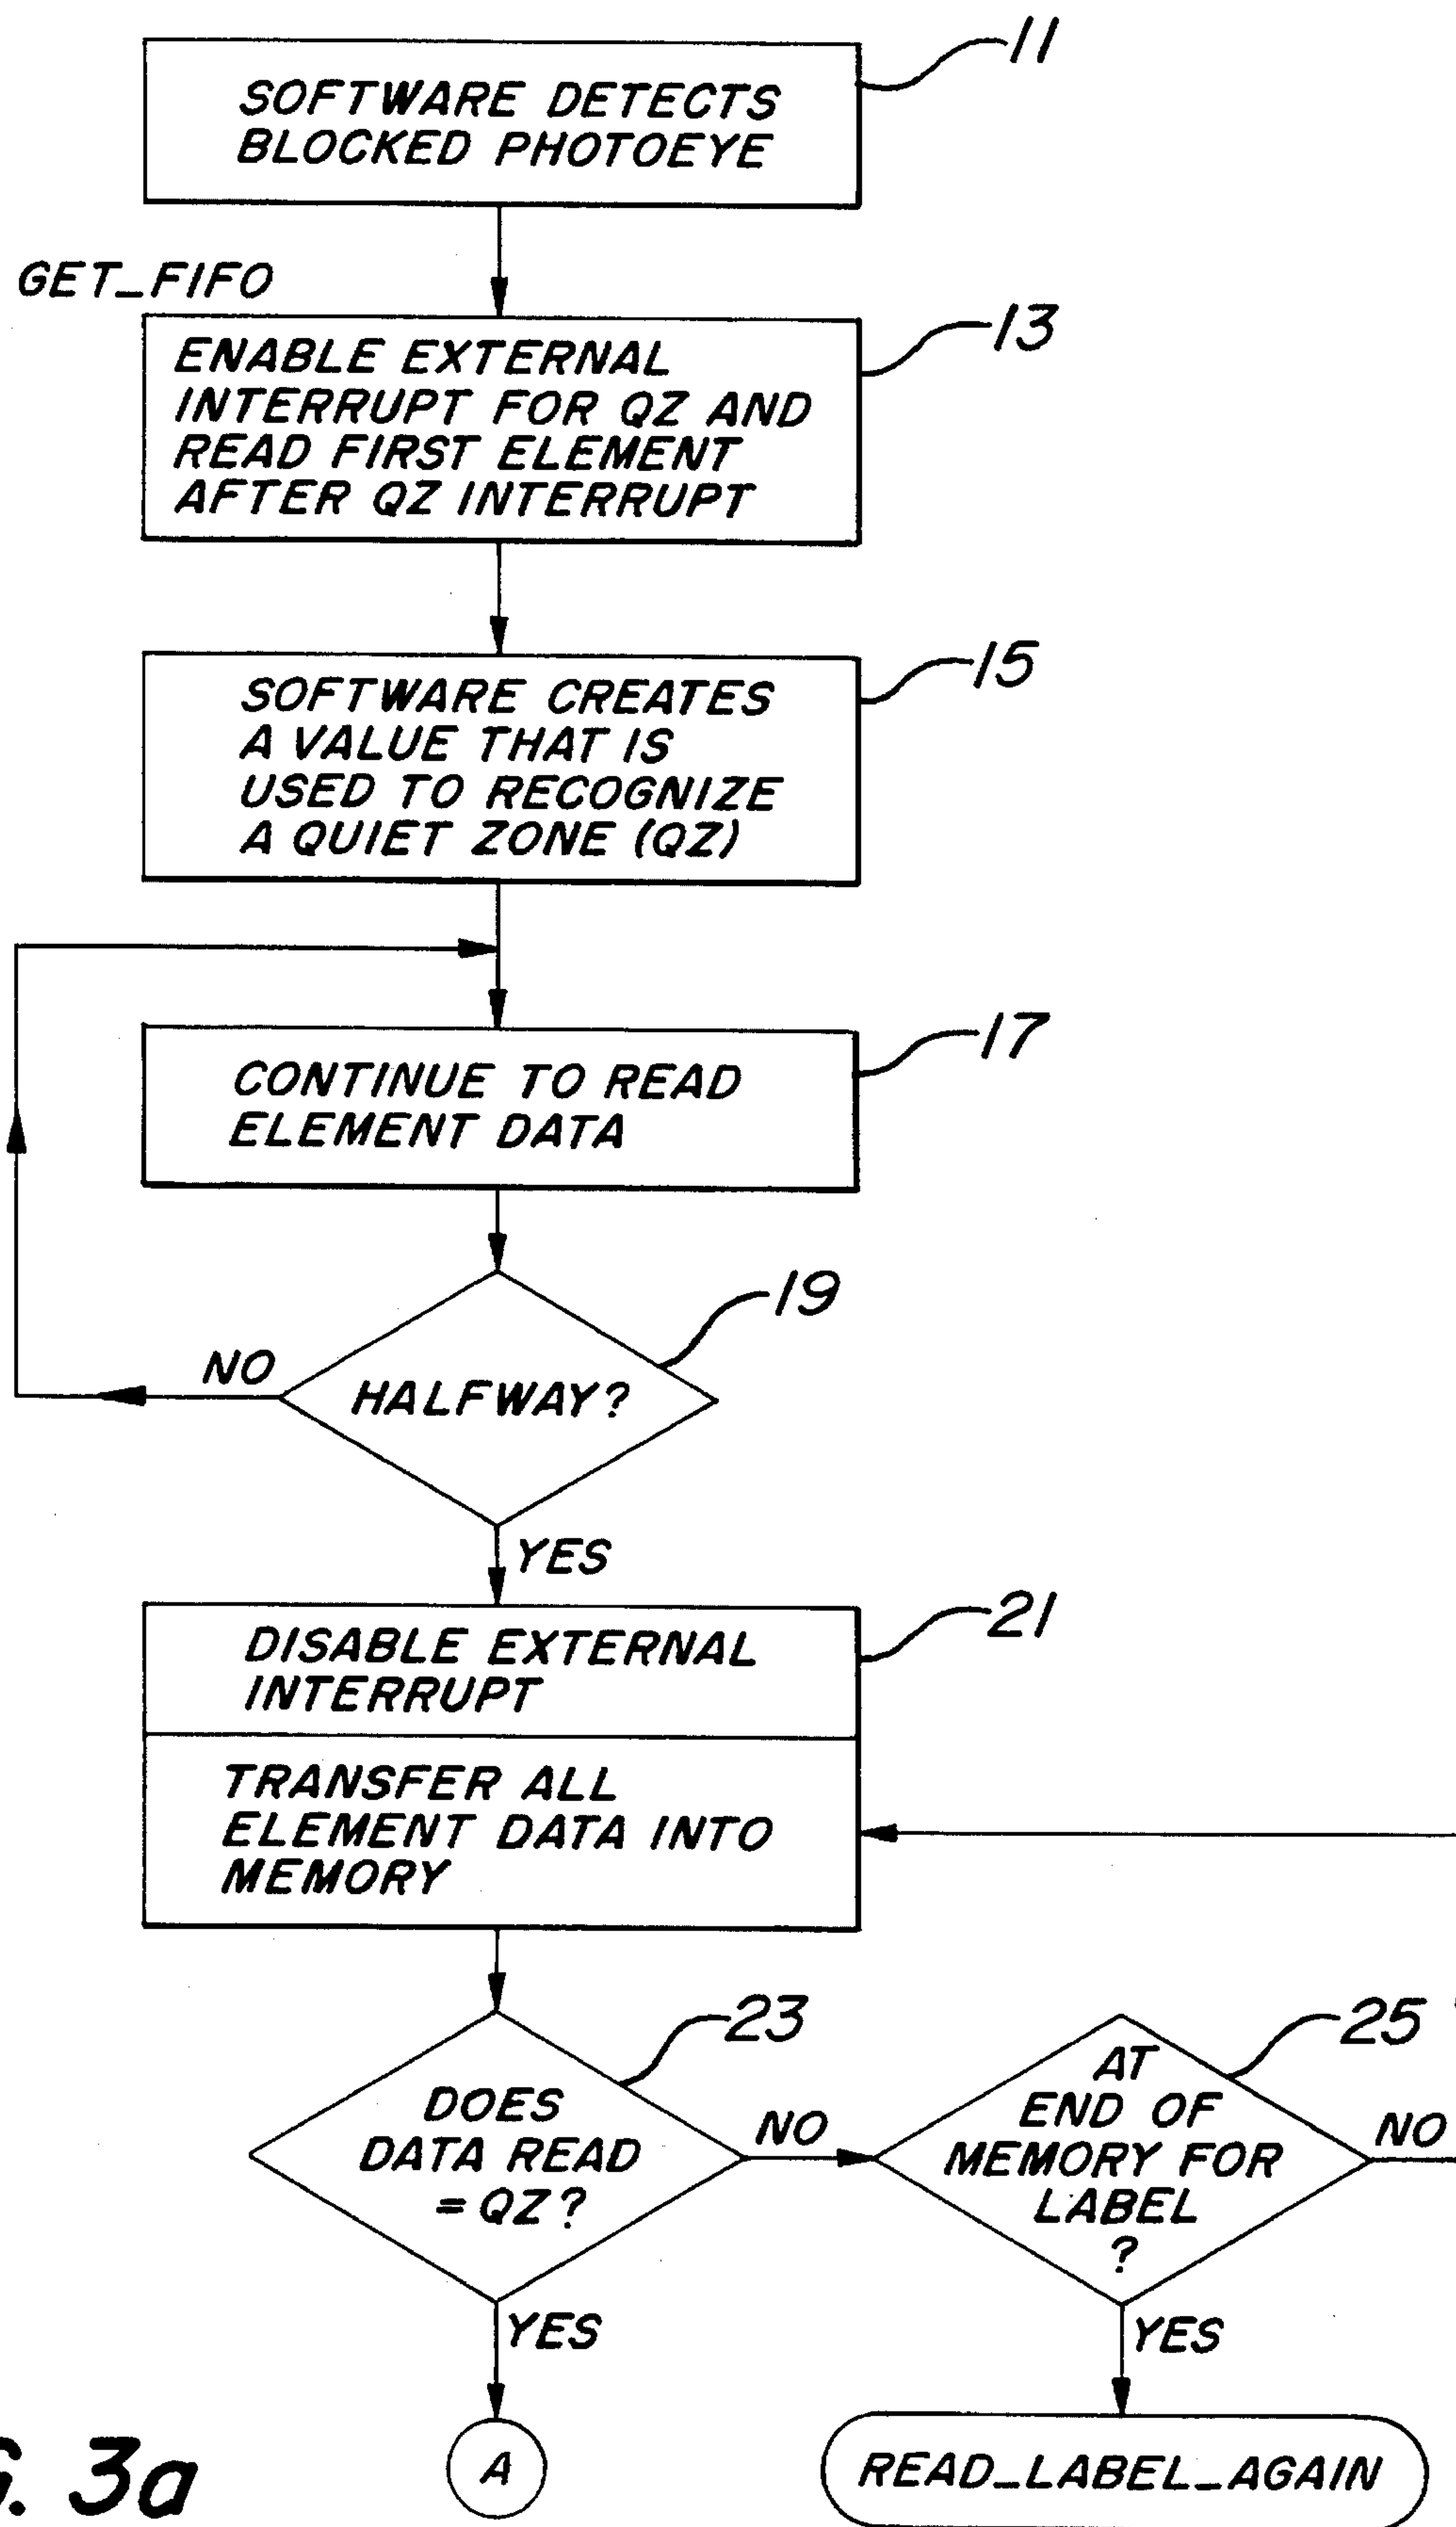 11
SOFTWARE DETECTS
BLOCKED PHOTOEYE
GET_FIFO
13
ENABLE EXTERNAL
INTERRUPT FOR QZ AND
READ FIRST ELEMENT
AFTER QZ INTERRUPT
15
SOFTWARE CREATES
A VALUE THAT IS
USED TO RECOGNIZE
A QUIET ZONE (QZ)
17
CONTINUE TO READ
ELEMENT DATA
19
NO
HALFWAY?
YES
21
DISABLE EXTERNAL
INTERRUPT
TRANSFER ALL
ELEMENT DATA INTO
MEMORY
23
DOES
DATA READ
= QZ?
NO
25
AT
END OF
MEMORY FOR
LABEL
?
NO
YES
YES
A
READ_LABEL_AGAIN
G. 3a